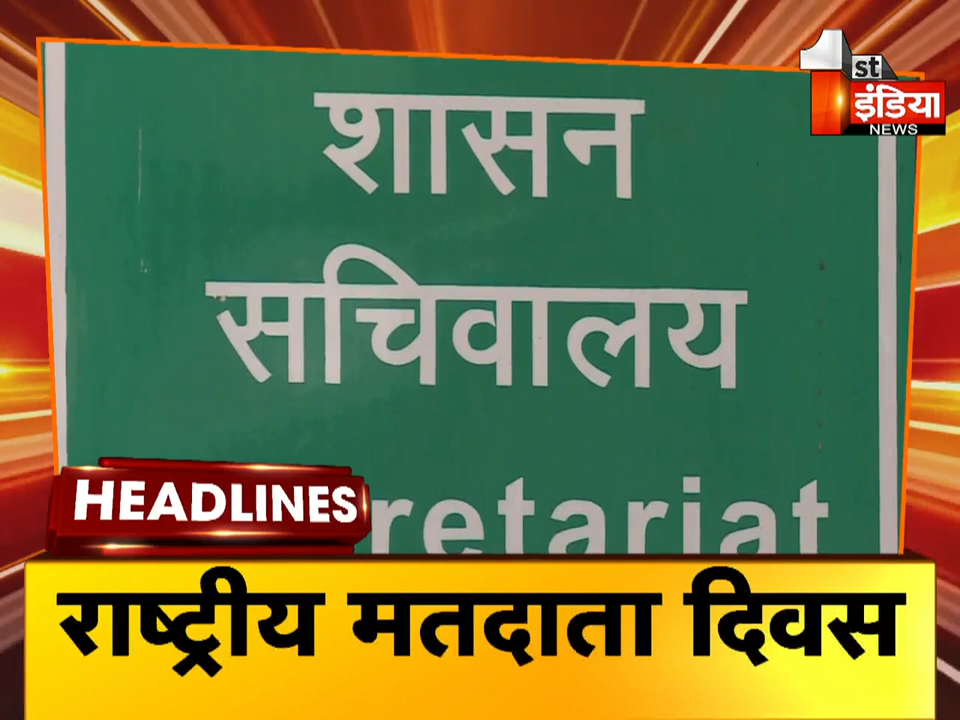 1st
इंडिया
NEWS
शासन
सचिवालय
retariat
HEADLINES
राष्ट्रीय मतदाता दिवस